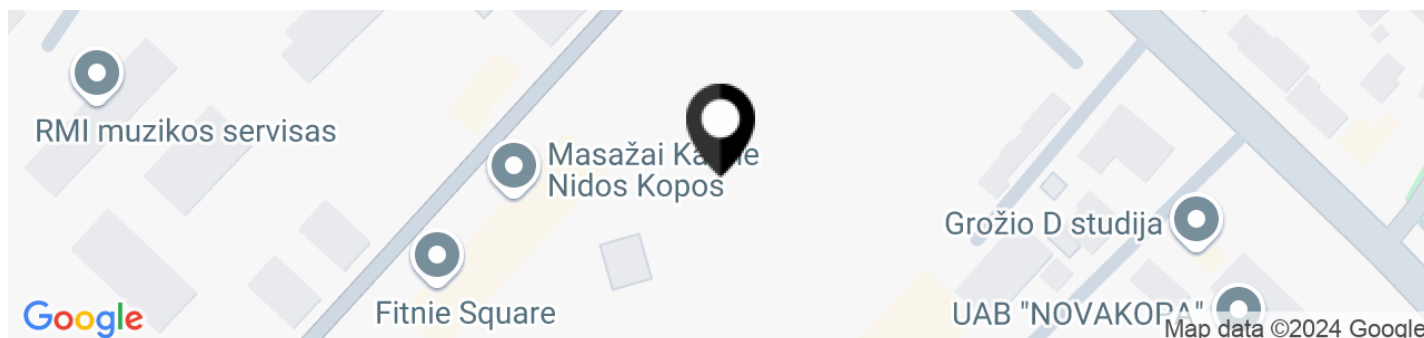 RMI muzikos servisas
Masažai
Nidos Kopos
Grožio D studija
Fitnie Square
UAB "NOVAKOPA"
Google
Map data ©2024 Google